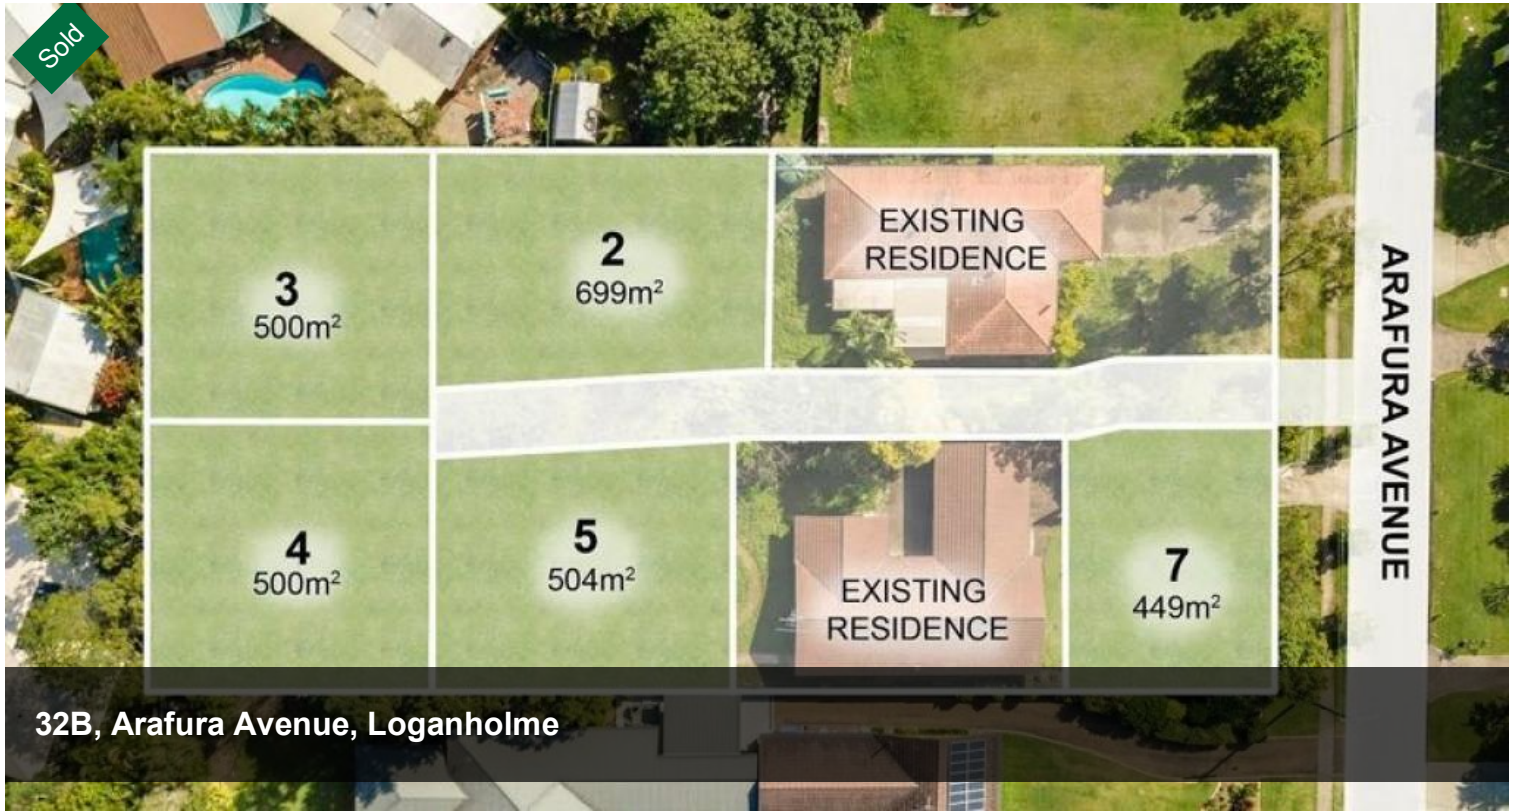 Sold
3
500m²
2
699m²
EXISTING
RESIDENCE
ARAFURA AVENUE
4
500m²
5
504m²
EXISTING
RESIDENCE
7
449m²
32B, Arafura Avenue, Loganholme